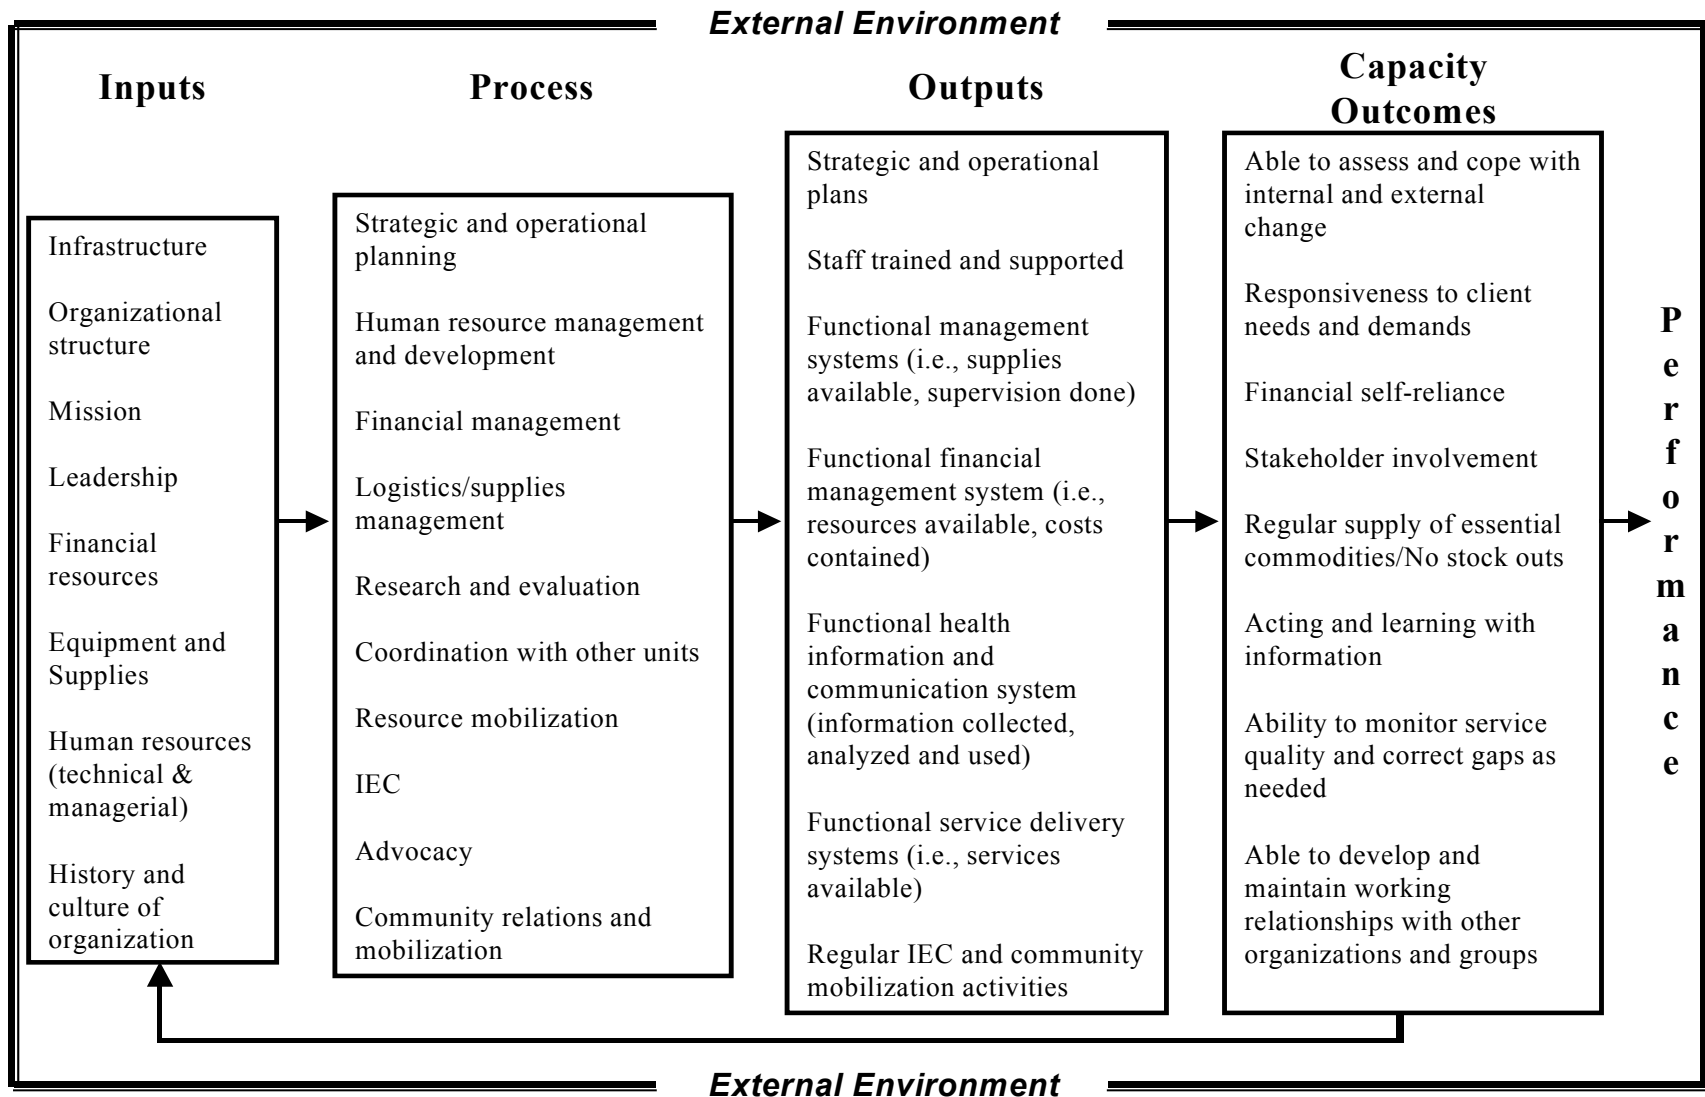 External Environment
Inputs
Process
Outputs
Capacity
Outcomes
Infrastructure
Organizational
structure
Mission
Leadership
Financial
resources
Equipment and
Supplies
Human resources
(technical &
managerial)
History and
culture of
organization
Strategic and operational
planning
Human resource management
and development
Financial management
Logistics/supplies
management
Research and evaluation
Coordination with other units
Resource mobilization
IEC
Advocacy
Community relations and
mobilization
Strategic and operational
plans
Staff trained and supported
Functional management
systems (i.e., supplies
available, supervision done)
Functional financial
management system (i.e.,
resources available, costs
contained)
Functional health
information and
communication system
(information collected,
analyzed and used)
Functional service delivery
systems (i.e., services
available)
Regular IEC and community
mobilization activities
Able to assess and cope with
internal and external
change
Responsiveness to client
needs and demands
Financial self-reliance
Stakeholder involvement
Regular supply of essential
commodities/No stock outs
Acting and learning with
information
Ability to monitor service
quality and correct gaps as
needed
Able to develop and
maintain working
relationships with other
organizations and groups
Performance
External Environment